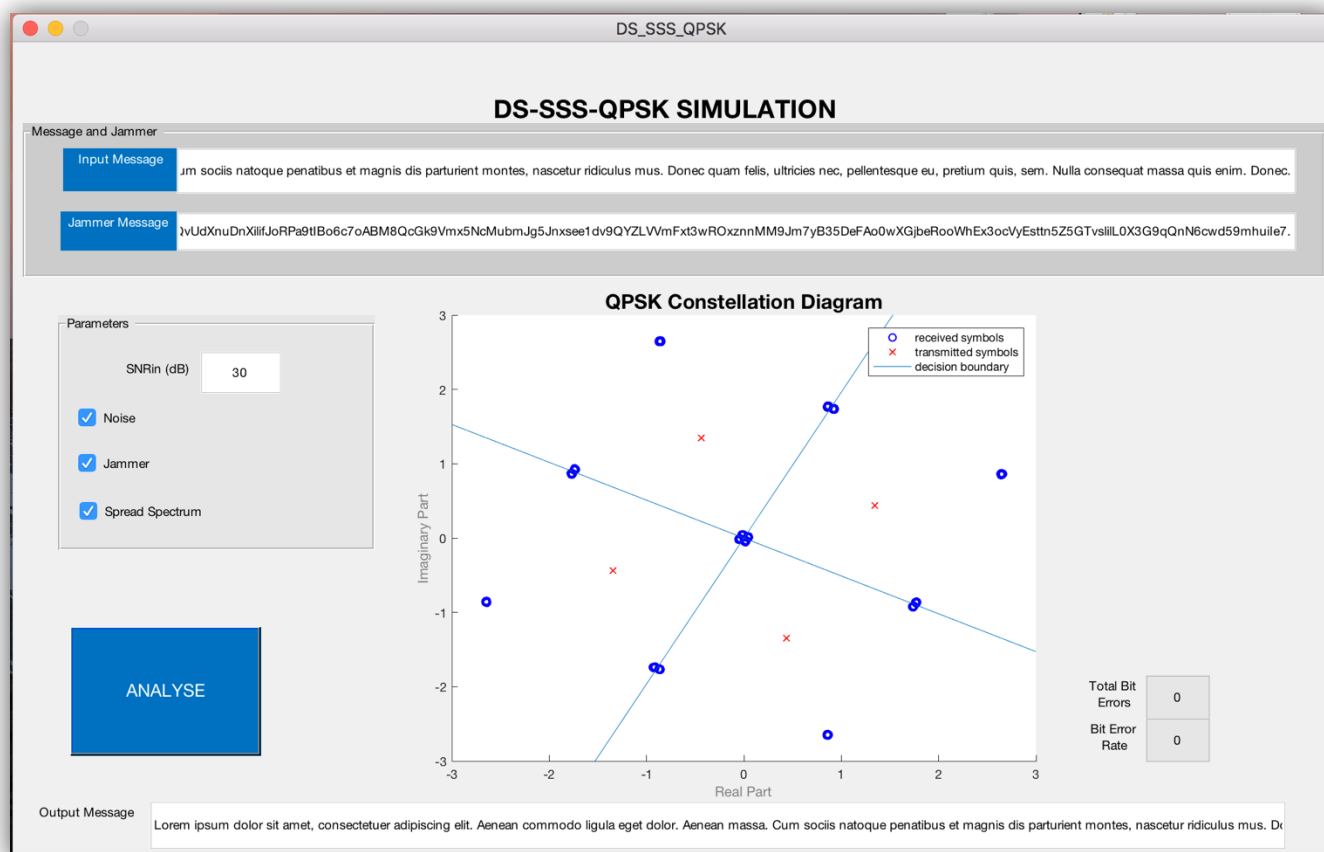 DS_SSS_QPSK
DS-SSS-QPSK SIMULATION
Message and Jammer
Input Message
um sociis natoque penatibus et magnis dis parturient montes, nascetur ridiculus mus. Donec quam felis, ultricies nec, pellentesque eu, pretium quis, sem. Nulla consequat massa quis enim. Donec.
Jammer Message
QPSK Constellation Diagram
Parameters
SNRin (dB)
30
Noise
Jammer
Spread Spectrum
ANALYSE
received symbols
transmitted symbols
decision boundary
Imaginary Part
3
2
1
0
-1
-2
-3
-3
-2
-1
0
1
2
3
Real Part
Total Bit
Errors
0
Bit Error
Rate
0
Output Message
Lorem ipsum dolor sit amet, consectetuer adipiscing elit. Aenean commodo ligula eget dolor. Aenean massa. Cum sociis natoque penatibus et magnis dis parturient montes, nascetur ridiculus mus.